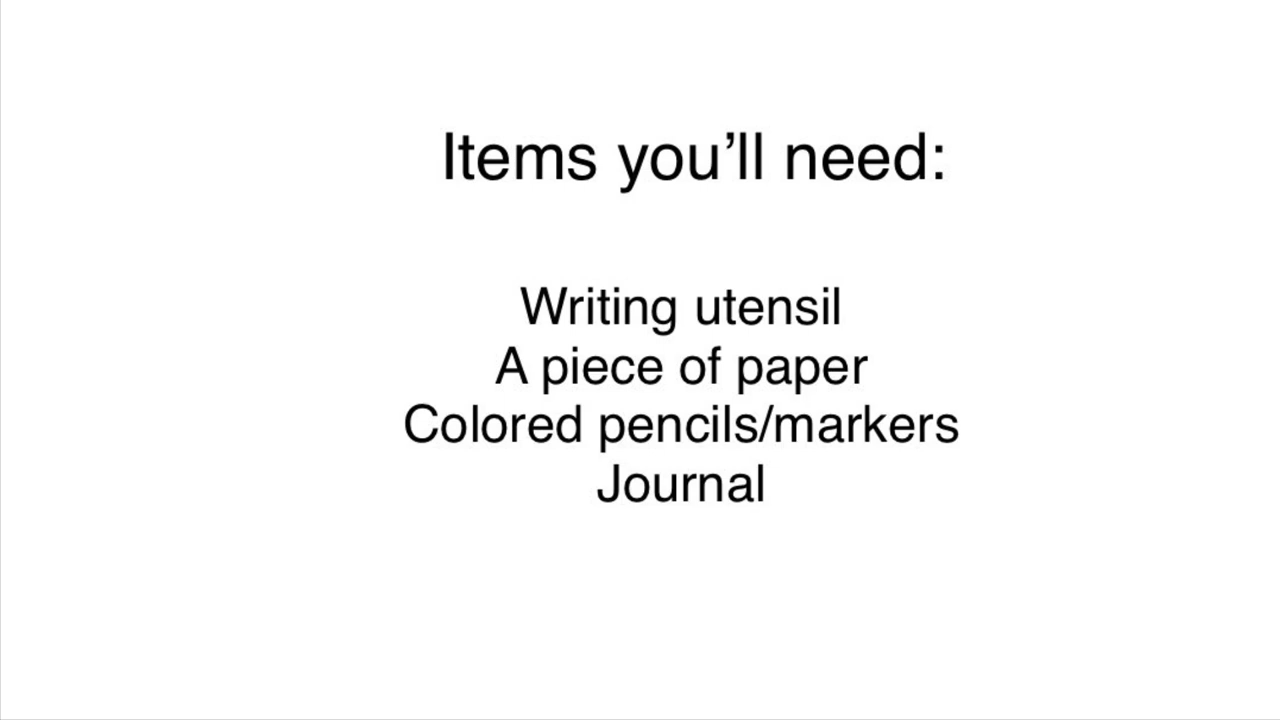 Items you’ll need:
Writing utensil
A piece of paper
Colored pencils/markers
Journal